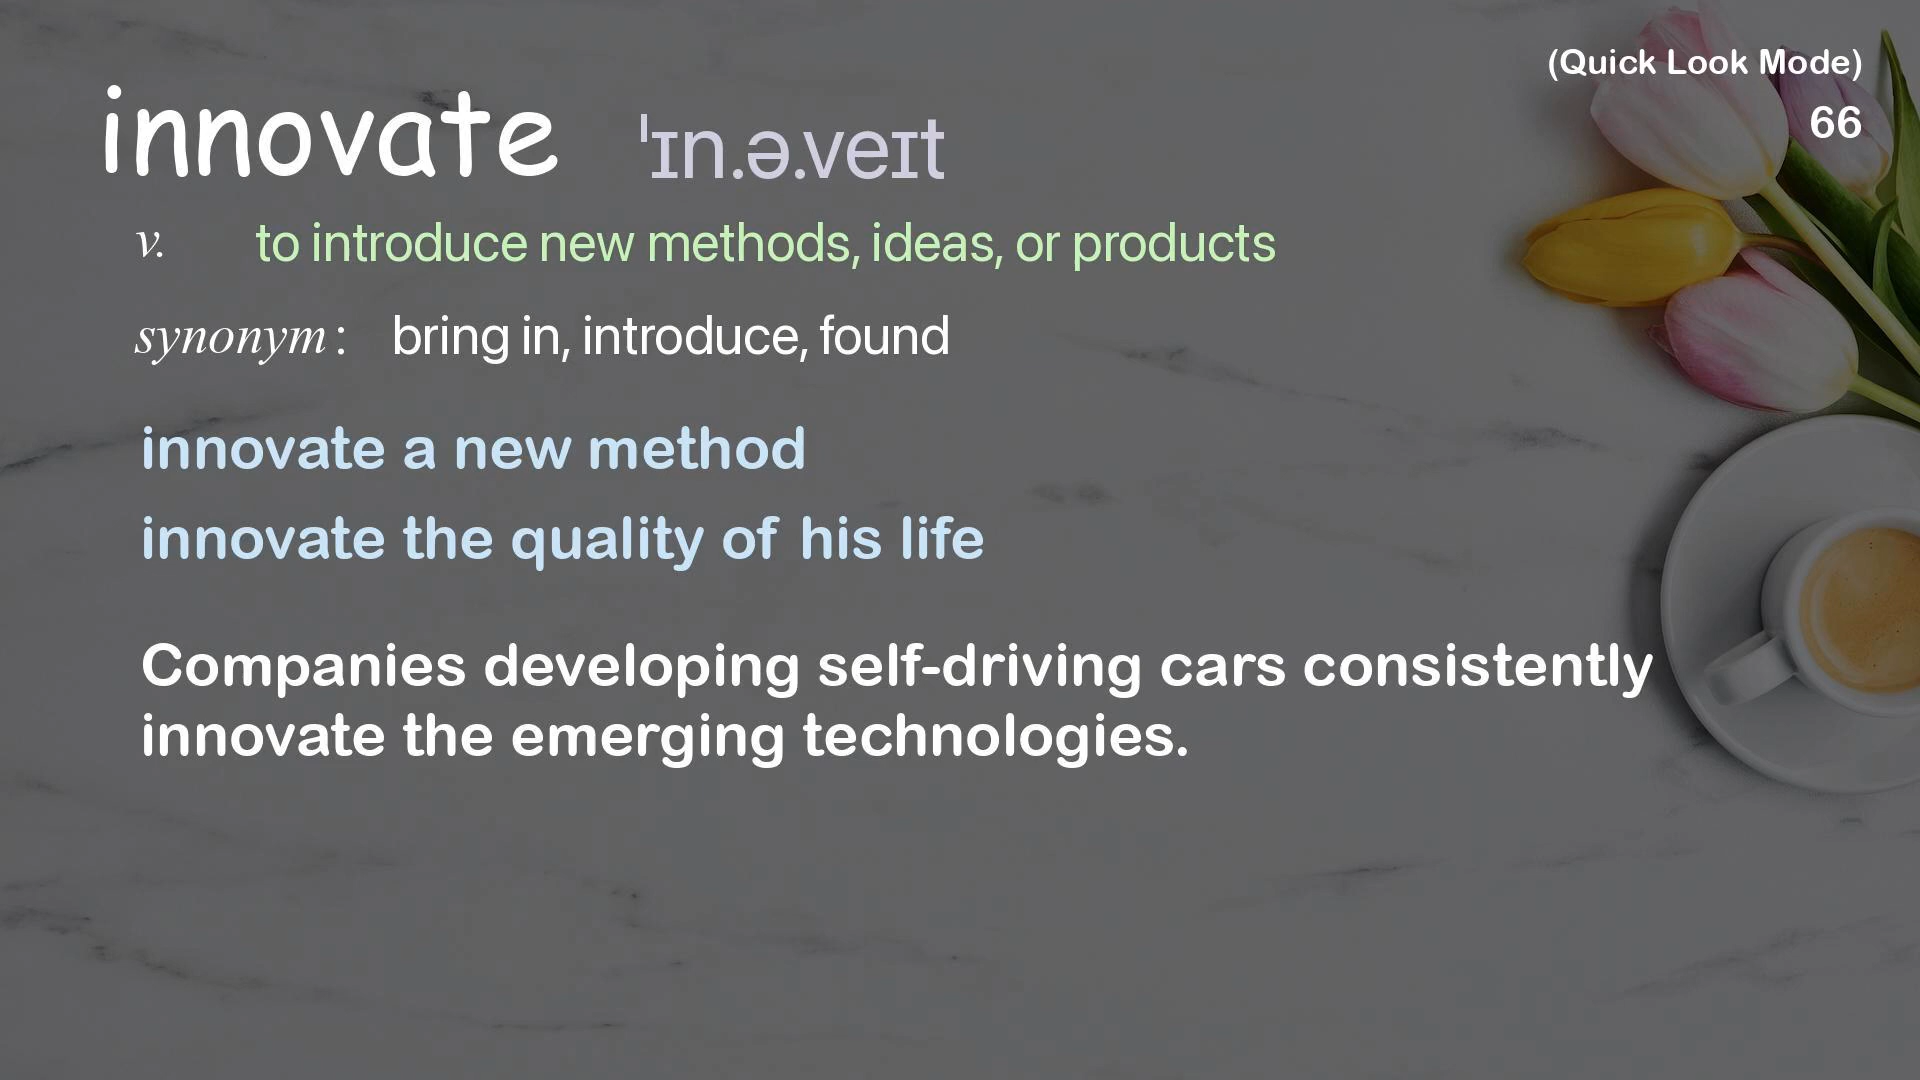 (Quick Look Mode)
66
innovate ˈɪn.ə.veɪt
v. to introduce new methods, ideas, or products
synonym : bring in, introduce, found
innovate a new method
innovate the quality of his life
Companies developing self-driving cars consistently
innovate the emerging technologies.